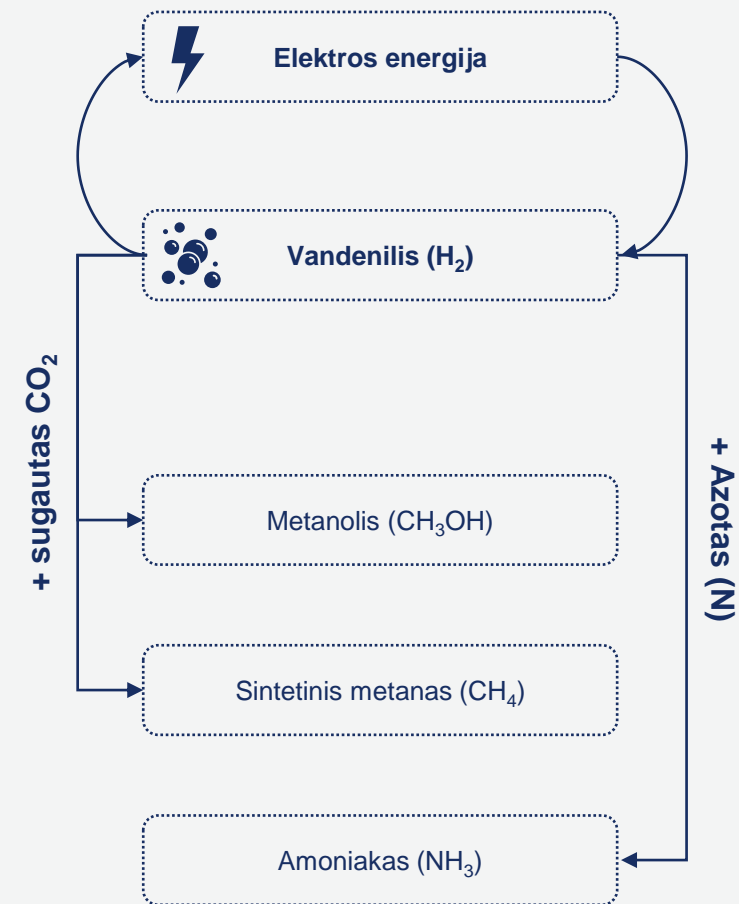 Elektros energija
Vandenilis (H₂)
+ sugautas CO₂
+ Azotas (N)
Metanolis (CH₃OH)
Sintetinis metanas (CH₄)
Amoniakas (NH₃)